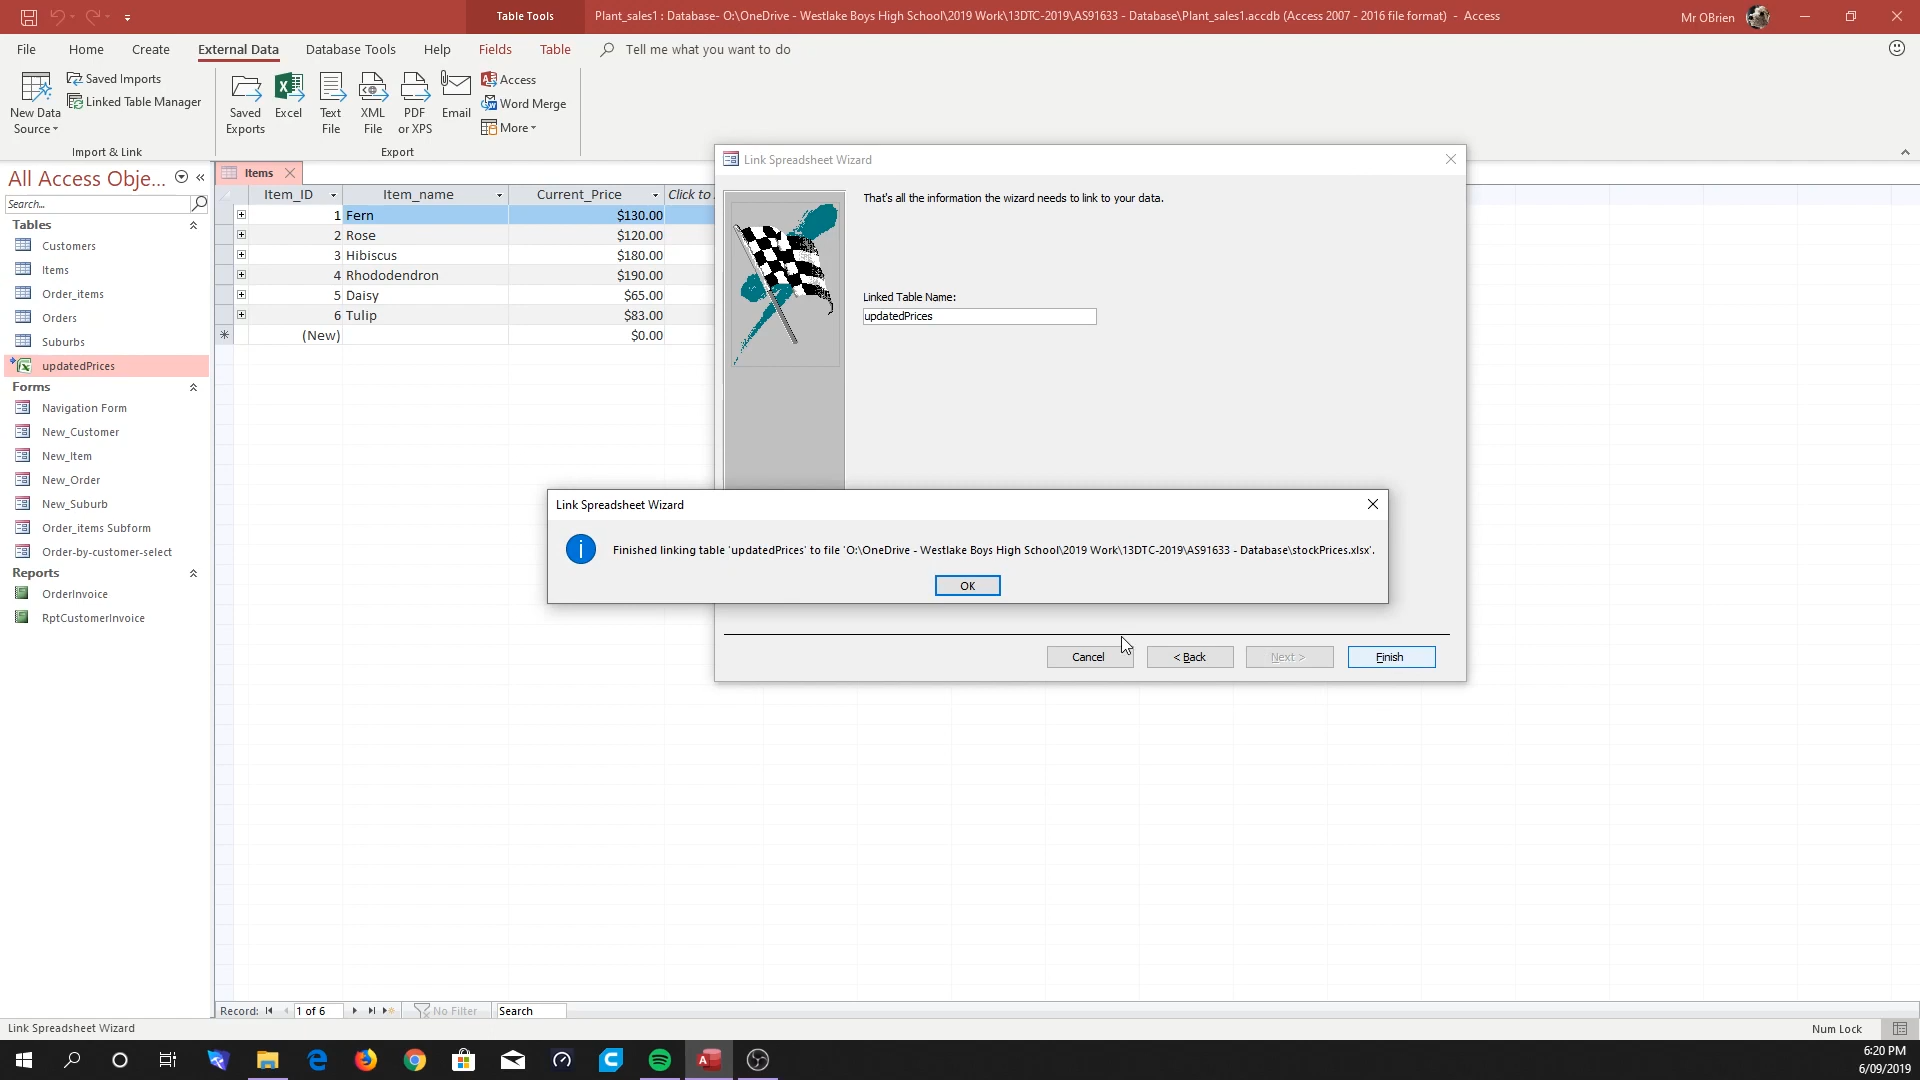 Table Tools
Plant_sales1 : Database- O:\OneDrive - Westlake Boys High School\2019 Work\13DTC-2019\AS91633 - Database\Plant_sales1.accdb (Access 2007 - 2016 file format) - Access
Mr OBrien
File
Home
Create
External Data
Database Tools
Help
Fields
Table
Tell me what you want to do
New Data
Source
Saved Imports
Linked Table Manager
Import & Link
Saved
Exports
Excel
Text
File
XML
File
PDF
or XPS
Email
Access
Word Merge
More
Export
All Access Obje...
Search...
Tables
Customers
Items
Order_items
Orders
Suburbs
updatedPrices
Forms
Navigation Form
New_Customer
New_Item
New_Order
New_Suburb
Order_items Subform
Order-by-customer-select
Reports
OrderInvoice
RptCustomerInvoice
Items
Item_ID Item_name Current_Price Click to
1 Fern $130.00
2 Rose $120.00
3 Hibiscus $180.00
4 Rhododendron $190.00
5 Daisy $65.00
6 Tulip $83.00
(New) $0.00
Link Spreadsheet Wizard
That's all the information the wizard needs to link to your data.
Linked Table Name:
updatedPrices
Link Spreadsheet Wizard
Finished linking table 'updatedPrices' to file 'O:\OneDrive - Westlake Boys High School\2019 Work\13DTC-2019\AS91633 - Database\stockPrices.xlsx'.
OK
Cancel
< Back
Next >
Finish
Record: 1 of 6 No Filter Search
Link Spreadsheet Wizard
Num Lock
6:20 PM
6/09/2019